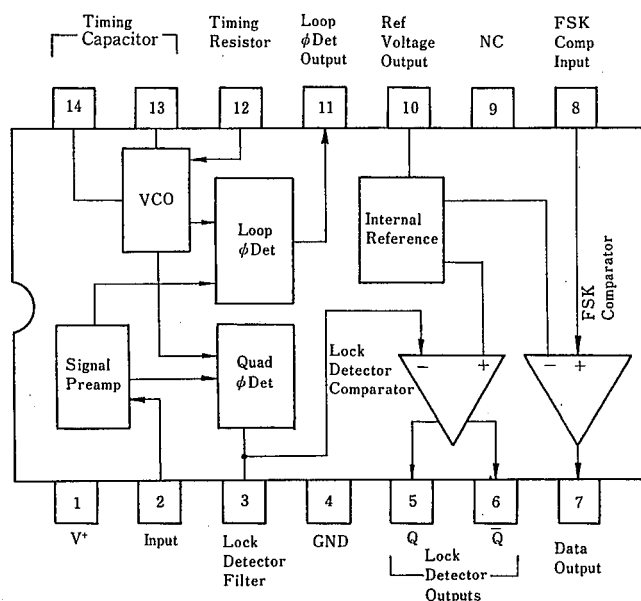 Timing
Capacitor
Timing
Resistor
Loop
ϕDet
Output
Ref
Voltage
Output
NC
FSK
Comp
Input
14
13
12
11
10
9
8
VCO
Loop
ϕDet
Internal
Reference
FSK Comparator
Signal
Preamp
Quad
ϕDet
Lock
Detector
Comparator
− +
− +
1
2
3
4
5
6
7
V+
Input
Lock
Detector
Filter
GND
Q
Q̅
Lock
Detector
Outputs
Data
Output